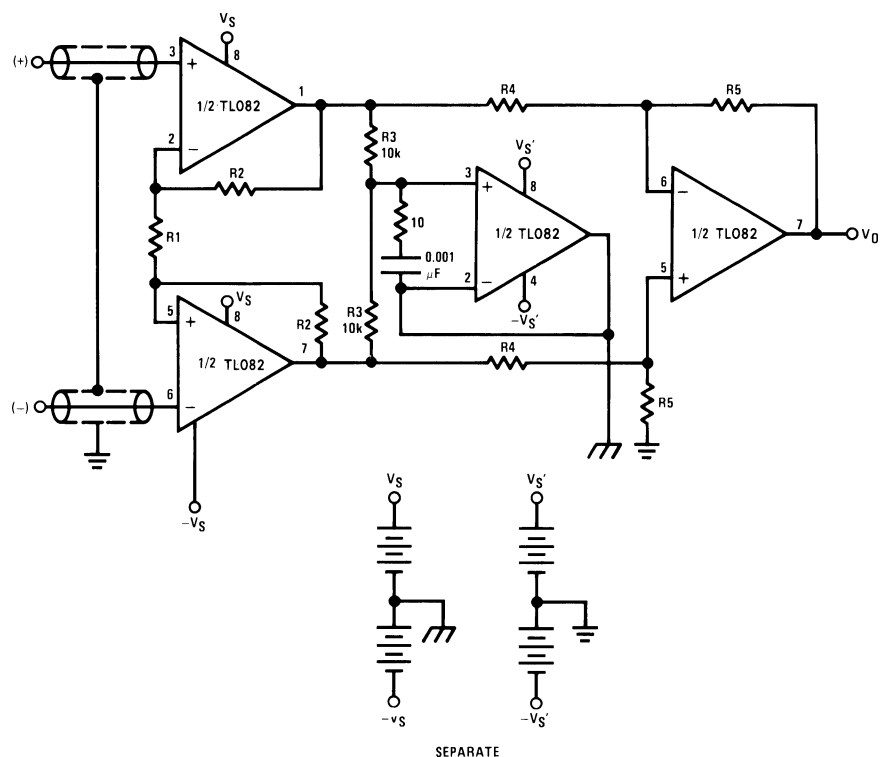 VS
(+)
3
+
8
1/2 TL082
1
2
−
R2
R1
R4
R5
R3
10k
VS'
3
+
8
1/2 TL082
10
0.001
μF
2
−
4
−VS'
6
−
1/2 TL082
7
VO
5
+
VS
5
+
8
1/2 TL082
7
R2
R3
10k
R4
R5
(−)
6
−
−VS
VS
VS'
−VS
−VS'
SEPARATE